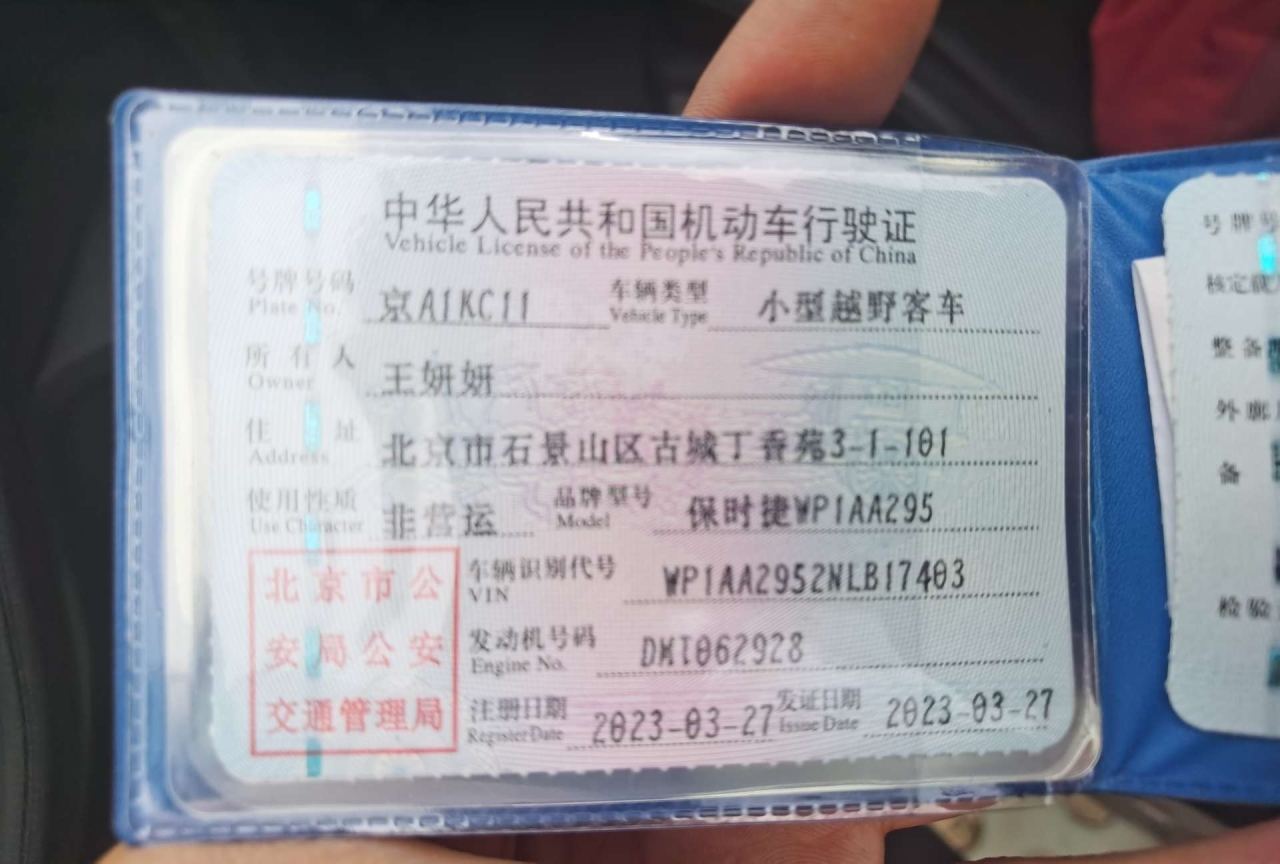 中华人民共和国机动车行驶证
Vehicle License of the People's Republic of China
号牌号码 京A1KC11 车辆类型 小型越野客车
Plate No. Vehicle Type
所有人 王妍妍
Owner
住址 北京市石景山区古城丁香苑3-1-101
Address
使用性质 非营运 品牌型号 保时捷WP1AA295
Use Character Model
车辆识别代号 WP1AA2952NLB17403
VIN
发动机号码 DMT062928
Engine No.
注册日期 2023-03-27 发证日期 2023-03-27
Register Date Issue Date
北京市公
安局公安
交通管理局
号牌
核定载
整备
外廓
备
检验